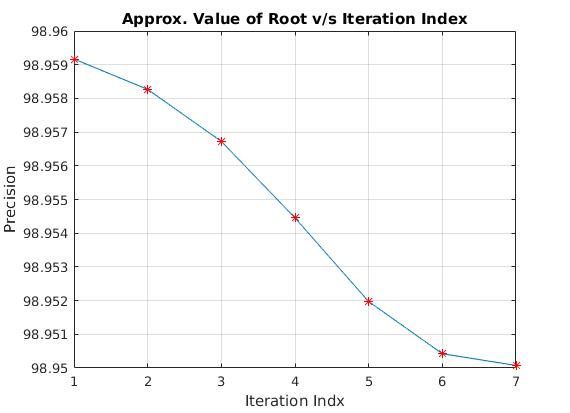 Approx. Value of Root v/s Iteration Index
98.96
98.959
98.958
98.957
98.956
98.955
98.954
98.953
98.952
98.951
98.95
Precision
1 2 3 4 5 6 7
Iteration Indx